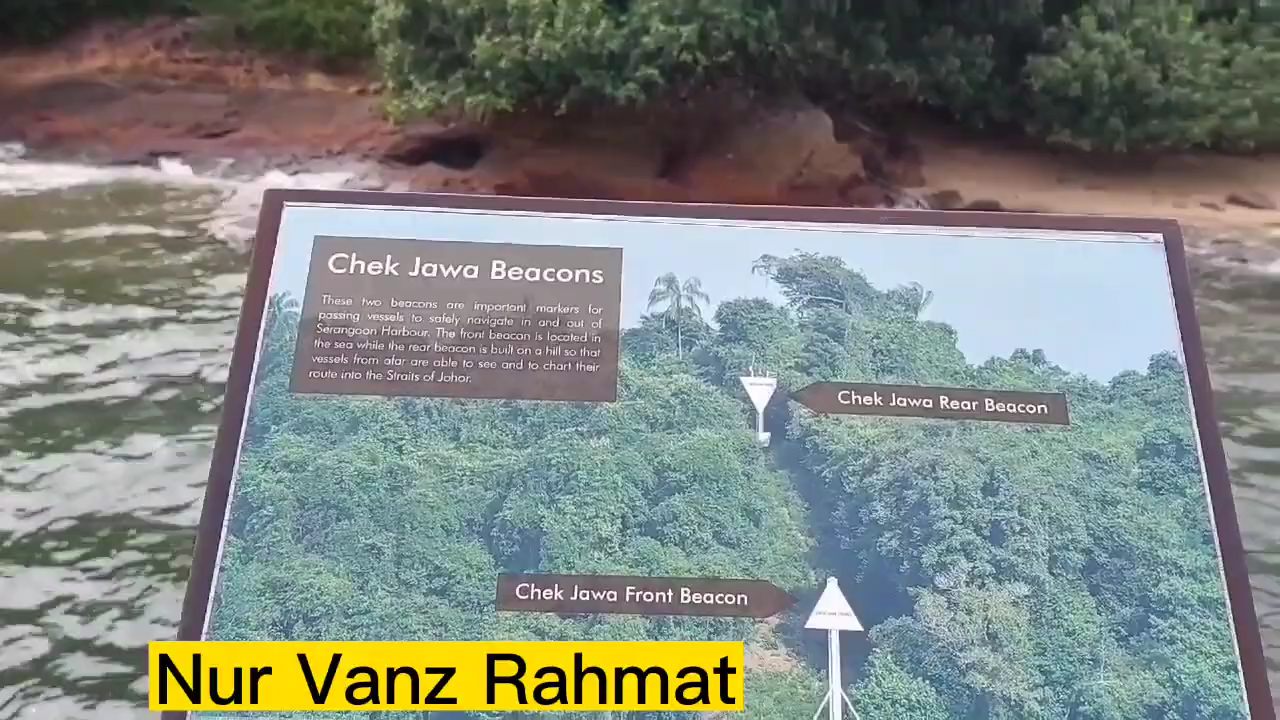 Chek Jawa Beacons
These two beacons are important markers for
passing vessels to safely navigate in and out of
Serangoon Harbour. The front beacon is located in
the sea while the rear beacon is built on a hill so that
vessels from afar are able to see and to chart their
route into the Straits of Johor.
Chek Jawa Rear Beacon
Chek Jawa Front Beacon
Nur Vanz Rahmat